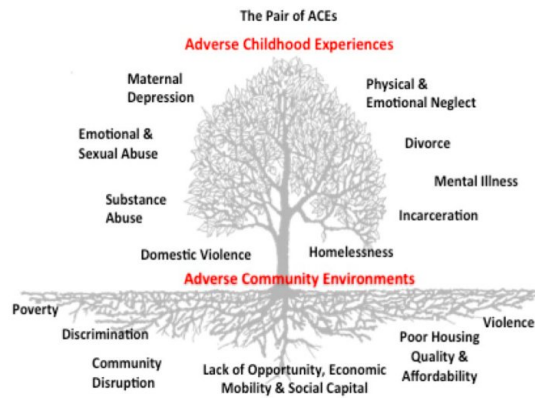 The Pair of ACEs
Adverse Childhood Experiences
Maternal
Depression
Physical &
Emotional Neglect
Emotional &
Sexual Abuse
Divorce
Mental Illness
Substance
Abuse
Incarceration
Domestic Violence
Homelessness
Adverse Community Environments
Poverty
Violence
Discrimination
Poor Housing
Quality &
Affordability
Community
Disruption
Lack of Opportunity, Economic
Mobility & Social Capital